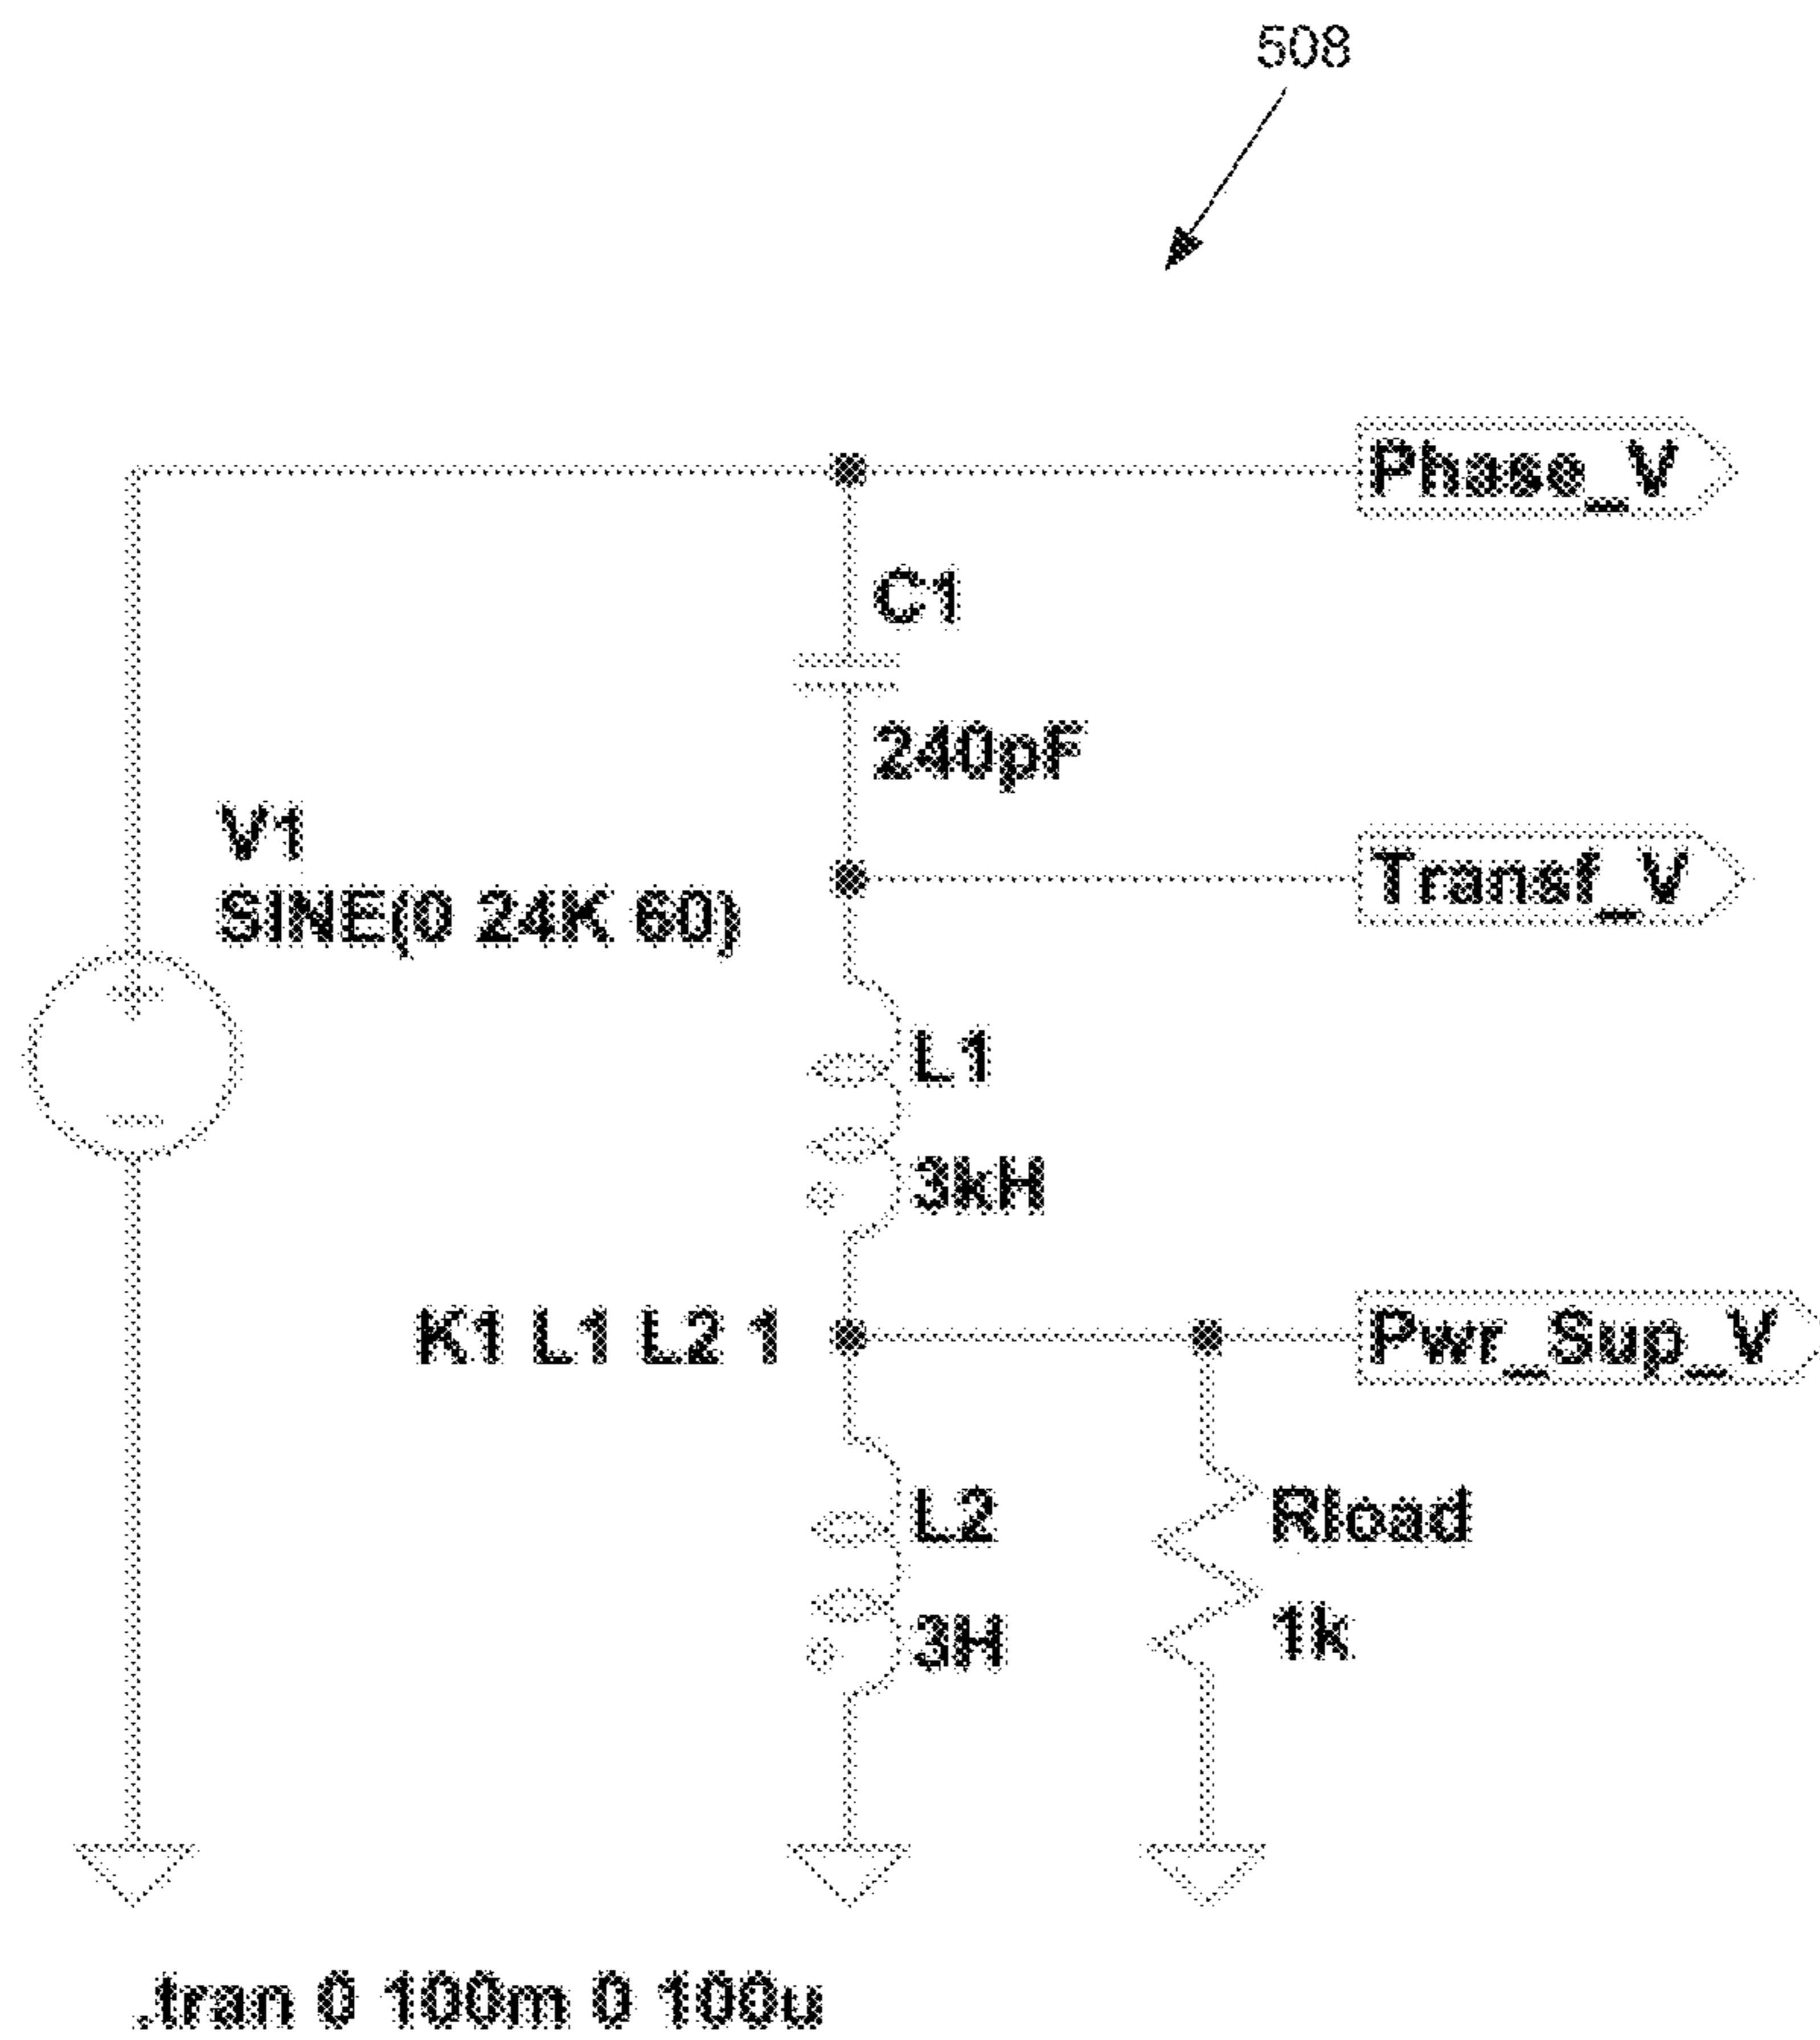 508
Phase_V
C1
240pF
V1
SINE(0 24K 60)
Transf_V
L1
3kH
K1 L1 L2 1
Pwr_Sup_V
L2
3H
Rload
1k
.tran 0 100m 0 100u